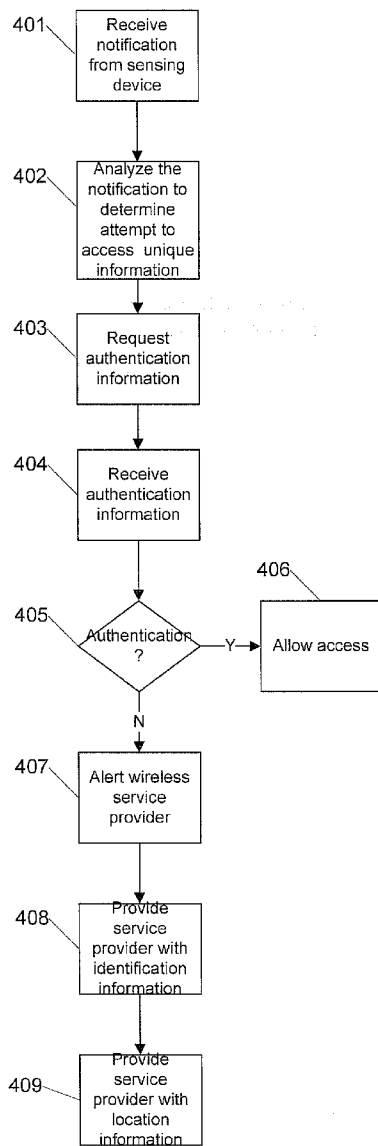 401
Receive
notification
from sensing
device
402
Analyze the
notification to
determine
attempt to
access unique
information
403
Request
authentication
information
404
Receive
authentication
information
405
Authentication
?
Y
406
Allow access
N
407
Alert wireless
service
provider
408
Provide
service
provider with
identification
information
409
Provide
service
provider with
location
information